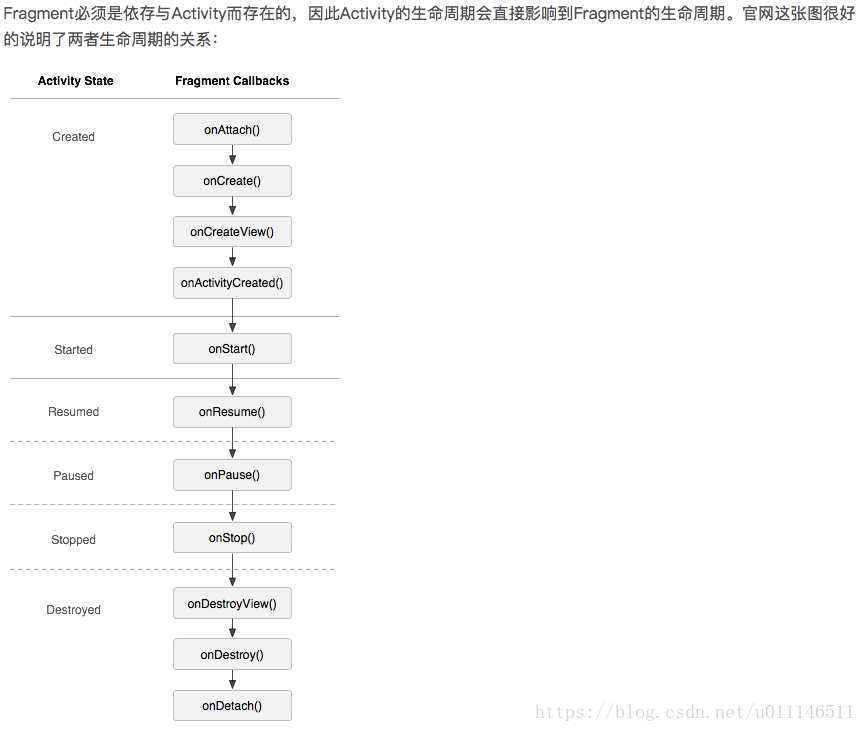 Fragment必须是依存与Activity而存在的，因此Activity的生命周期会直接影响到Fragment的生命周期。官网这张图很好
的说明了两者生命周期的关系：
Activity State Fragment Callbacks
Created
onAttach()
onCreate()
onCreateView()
onActivityCreated()
Started onStart()
Resumed onResume()
Paused onPause()
Stopped onStop()
Destroyed onDestroyView()
onDestroy()
onDetach()
https://blog.csdn.net/u011146511